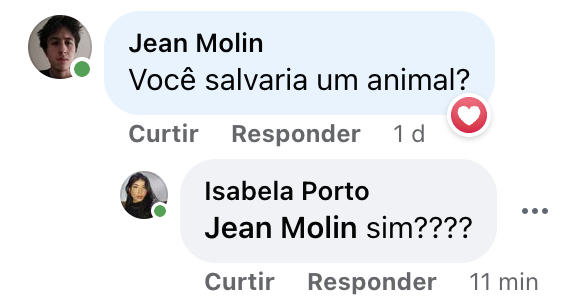 Jean Molin
Você salvaria um animal?
Curtir Responder 1 d
Isabela Porto
Jean Molin sim????
Curtir Responder 11 min